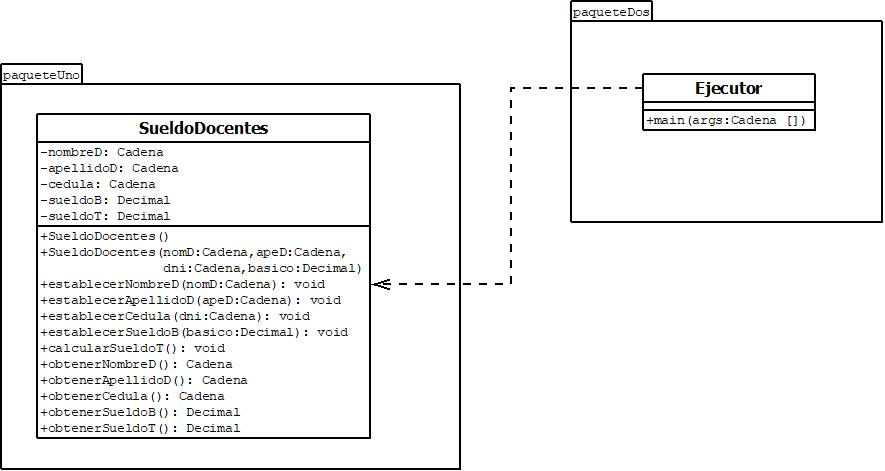 paqueteUno
SueldoDocentes
-nombreD: Cadena
-apellidoD: Cadena
-cedula: Cadena
-sueldoB: Decimal
-sueldoT: Decimal
+SueldoDocentes()
+SueldoDocentes(nomD:Cadena,apeD:Cadena,
dni:Cadena,basico:Decimal)
+establecerNombreD(nomD:Cadena): void
+establecerApellidoD(apeD:Cadena): void
+establecerCedula(dni:Cadena): void
+establecerSueldoB(basico:Decimal): void
+calcularSueldoT(): void
+obtenerNombreD(): Cadena
+obtenerApellidoD(): Cadena
+obtenerCedula(): Cadena
+obtenerSueldoB(): Decimal
+obtenerSueldoT(): Decimal
paqueteDos
Ejecutor
+main(args:Cadena [])